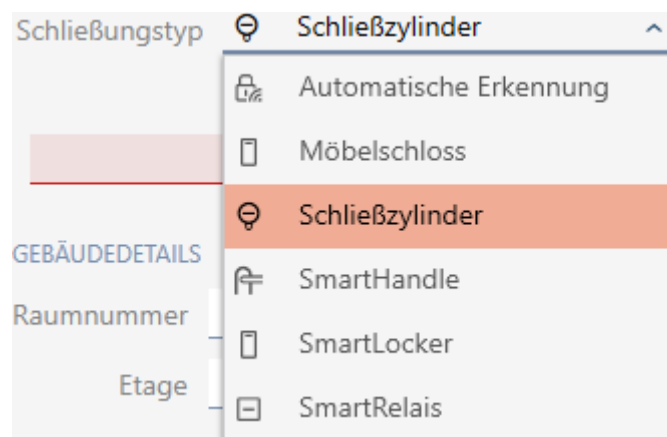 Schließungstyp Schließzylinder
Automatische Erkennung
Möbelschloss
Schließzylinder
GEBÄUDEDETAILS
SmartHandle
Raumnummer
SmartLocker
Etage
SmartRelais